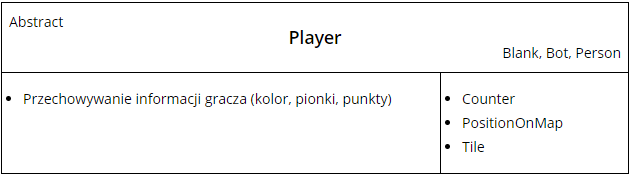 Abstract
Player
Blank, Bot, Person
Przechowywanie informacji gracza (kolor, pionki, punkty)
Counter
PositionOnMap
Tile